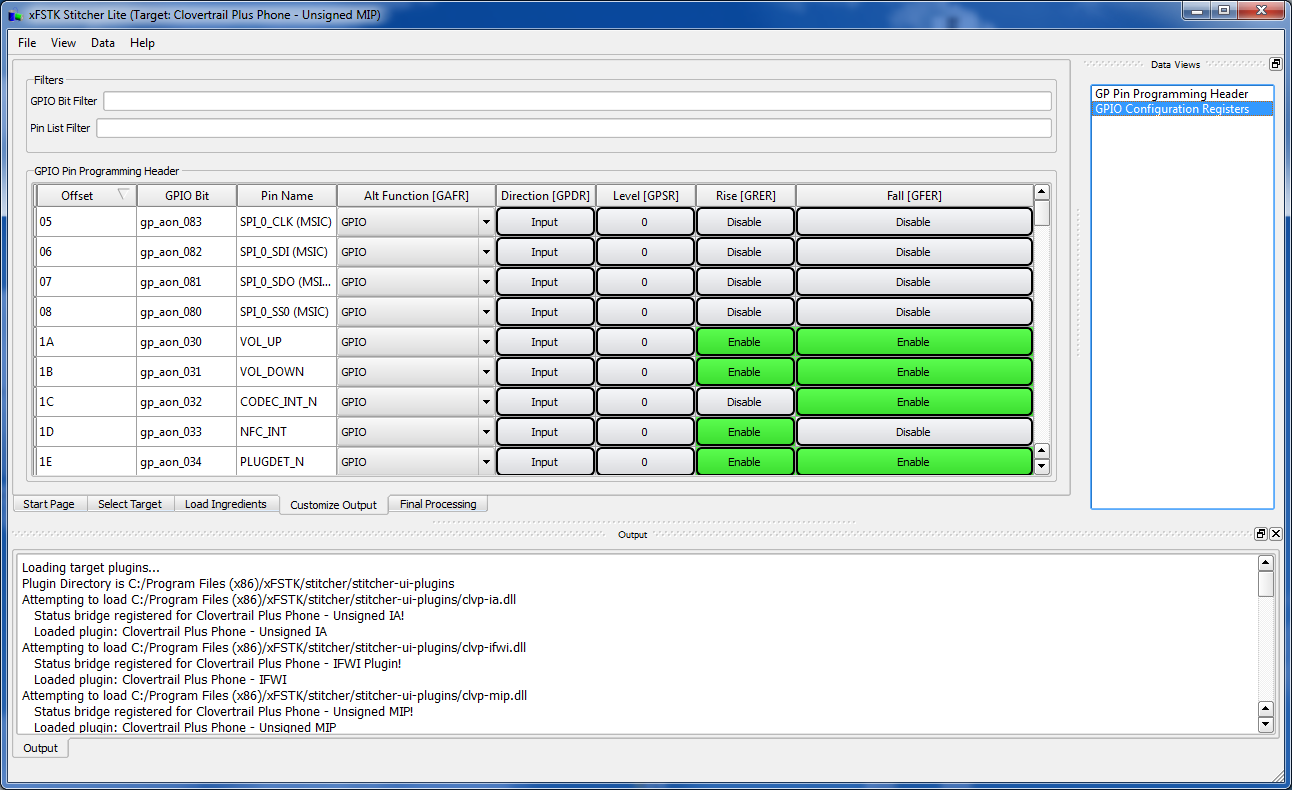 xFSTK Stitcher Lite (Target: Clovertrail Plus Phone - Unsigned MIP)
File View Data Help
Filters
GPIO Bit Filter
Pin List Filter
GPIO Pin Programming Header
Offset GPIO Bit Pin Name Alt Function [GAFR] Direction [GPDR] Level [GPSR] Rise [GRER] Fall [GFER]
05 gp_aon_083 SPI_0_CLK (MSIC) GPIO Input 0 Disable Disable
06 gp_aon_082 SPI_0_SDI (MSIC) GPIO Input 0 Disable Disable
07 gp_aon_081 SPI_0_SDO (MSI... GPIO Input 0 Disable Disable
08 gp_aon_080 SPI_0_SS0 (MSIC) GPIO Input 0 Disable Disable
1A gp_aon_030 VOL_UP GPIO Input 0 Enable Enable
1B gp_aon_031 VOL_DOWN GPIO Input 0 Enable Enable
1C gp_aon_032 CODEC_INT_N GPIO Input 0 Disable Enable
1D gp_aon_033 NFC_INT GPIO Input 0 Enable Disable
1E gp_aon_034 PLUGDET_N GPIO Input 0 Enable Enable
Start Page Select Target Load Ingredients Customize Output Final Processing
Data Views
GP Pin Programming Header
GPIO Configuration Registers
Output
Loading target plugins...
Plugin Directory is C:/Program Files (x86)/xFSTK/stitcher/stitcher-ui-plugins
Attempting to load C:/Program Files (x86)/xFSTK/stitcher/stitcher-ui-plugins/clvp-ia.dll
Status bridge registered for Clovertrail Plus Phone - Unsigned IA!
Loaded plugin: Clovertrail Plus Phone - Unsigned IA
Attempting to load C:/Program Files (x86)/xFSTK/stitcher/stitcher-ui-plugins/clvp-ifwi.dll
Status bridge registered for Clovertrail Plus Phone - IFWI Plugin!
Loaded plugin: Clovertrail Plus Phone - IFWI
Attempting to load C:/Program Files (x86)/xFSTK/stitcher/stitcher-ui-plugins/clvp-mip.dll
Status bridge registered for Clovertrail Plus Phone - Unsigned MIP!
Loaded plugin: Clovertrail Plus Phone - Unsigned MIP
Output